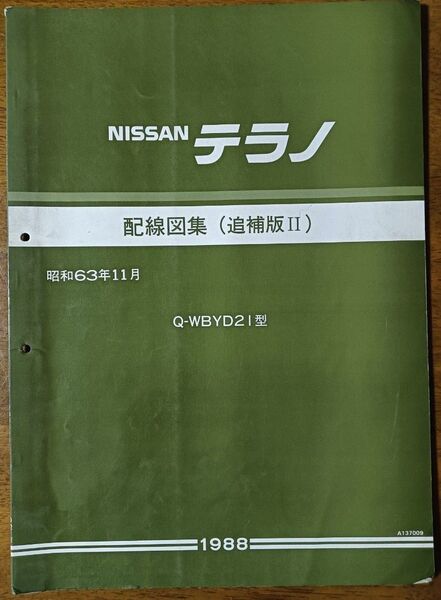 NISSAN テラノ
配線図集（追補版II）
昭和63年11月
Q-WBYD21型
A137009
1988